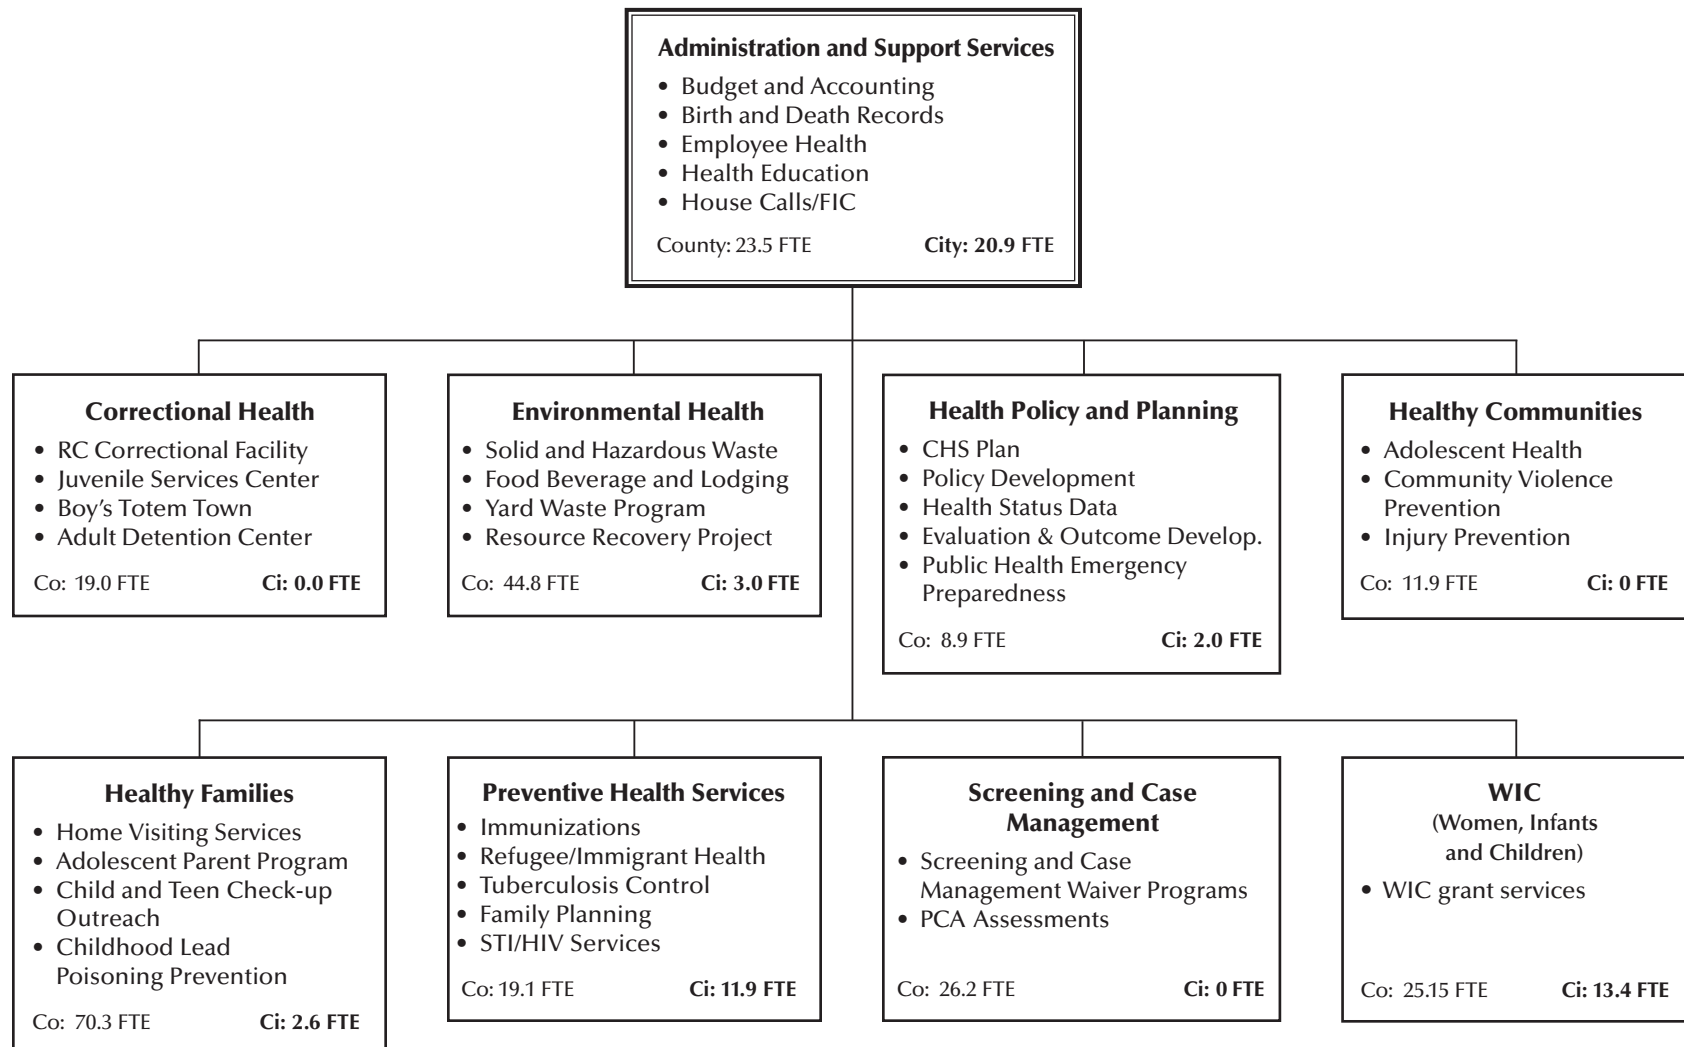 Administration and Support Services
• Budget and Accounting
• Birth and Death Records
• Employee Health
• Health Education
• House Calls/FIC
County: 23.5 FTE City: 20.9 FTE
Correctional Health
• RC Correctional Facility
• Juvenile Services Center
• Boy's Totem Town
• Adult Detention Center
Co: 19.0 FTE Ci: 0.0 FTE
Environmental Health
• Solid and Hazardous Waste
• Food Beverage and Lodging
• Yard Waste Program
• Resource Recovery Project
Co: 44.8 FTE Ci: 3.0 FTE
Health Policy and Planning
• CHS Plan
• Policy Development
• Health Status Data
• Evaluation & Outcome Develop.
• Public Health Emergency
Preparedness
Co: 8.9 FTE Ci: 2.0 FTE
Healthy Communities
• Adolescent Health
• Community Violence
Prevention
• Injury Prevention
Co: 11.9 FTE Ci: 0 FTE
Healthy Families
• Home Visiting Services
• Adolescent Parent Program
• Child and Teen Check-up
Outreach
• Childhood Lead
Poisoning Prevention
Co: 70.3 FTE Ci: 2.6 FTE
Preventive Health Services
• Immunizations
• Refugee/Immigrant Health
• Tuberculosis Control
• Family Planning
• STI/HIV Services
Co: 19.1 FTE Ci: 11.9 FTE
Screening and Case
Management
• Screening and Case
Management Waiver Programs
• PCA Assessments
Co: 26.2 FTE Ci: 0 FTE
WIC
(Women, Infants
and Children)
• WIC grant services
Co: 25.15 FTE Ci: 13.4 FTE